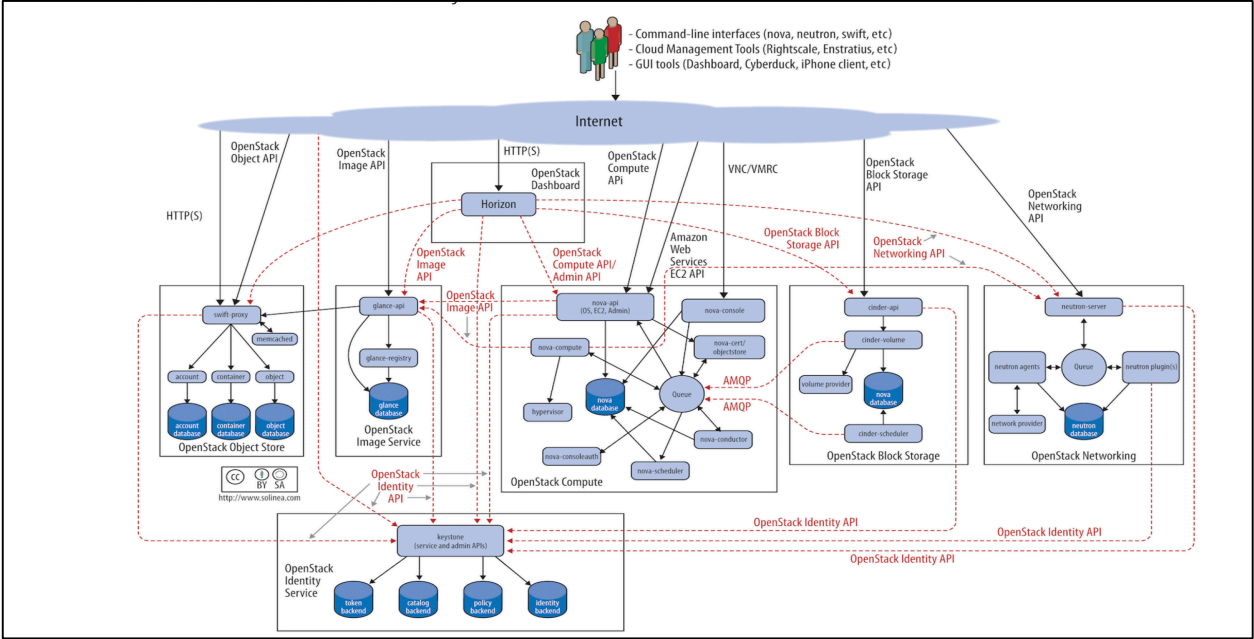 - Command-line interfaces (nova, neutron, swift, etc)
- Cloud Management Tools (Rightscale, Enstratius, etc)
- GUI tools (Dashboard, Cyberduck, iPhone client, etc)
Internet
OpenStack
Object API
OpenStack
Image API
HTTP(S)
OpenStack
Compute
APi
VNC/VMRC
OpenStack
Block Storage
API
OpenStack
Networking
API
HTTP(S)
OpenStack
Dashboard
Horizon
OpenStack
Image
API
OpenStack
Compute API/
Admin API
Amazon
Web
Services
EC2 API
OpenStack Block
Storage API
OpenStack
Networking API
OpenStack
Image API
swift-proxy
memcached
account
container
object
account
database
container
database
object
database
OpenStack Object Store
glance-api
glance-registry
glance
database
OpenStack
Image Service
nova-api
(OS, EC2, Admin)
nova-console
nova-compute
nova-cert/
objectstore
hypervisor
nova
database
Queue
nova-conductor
nova-consoleauth
nova-scheduler
OpenStack Compute
AMQP
AMQP
cinder-api
cinder-volume
volume provider
nova
database
cinder-scheduler
OpenStack Block Storage
neutron-server
neutron agents
Queue
neutron plugin(s)
network provider
neutron
database
OpenStack Networking
cc
BY SA
http://www.solinea.com
OpenStack
Identity
API
OpenStack Identity API
OpenStack Identity API
OpenStack Identity API
keystone
(service and admin APIs)
OpenStack
Identity
Service
token
backend
catalog
backend
policy
backend
identity
backend